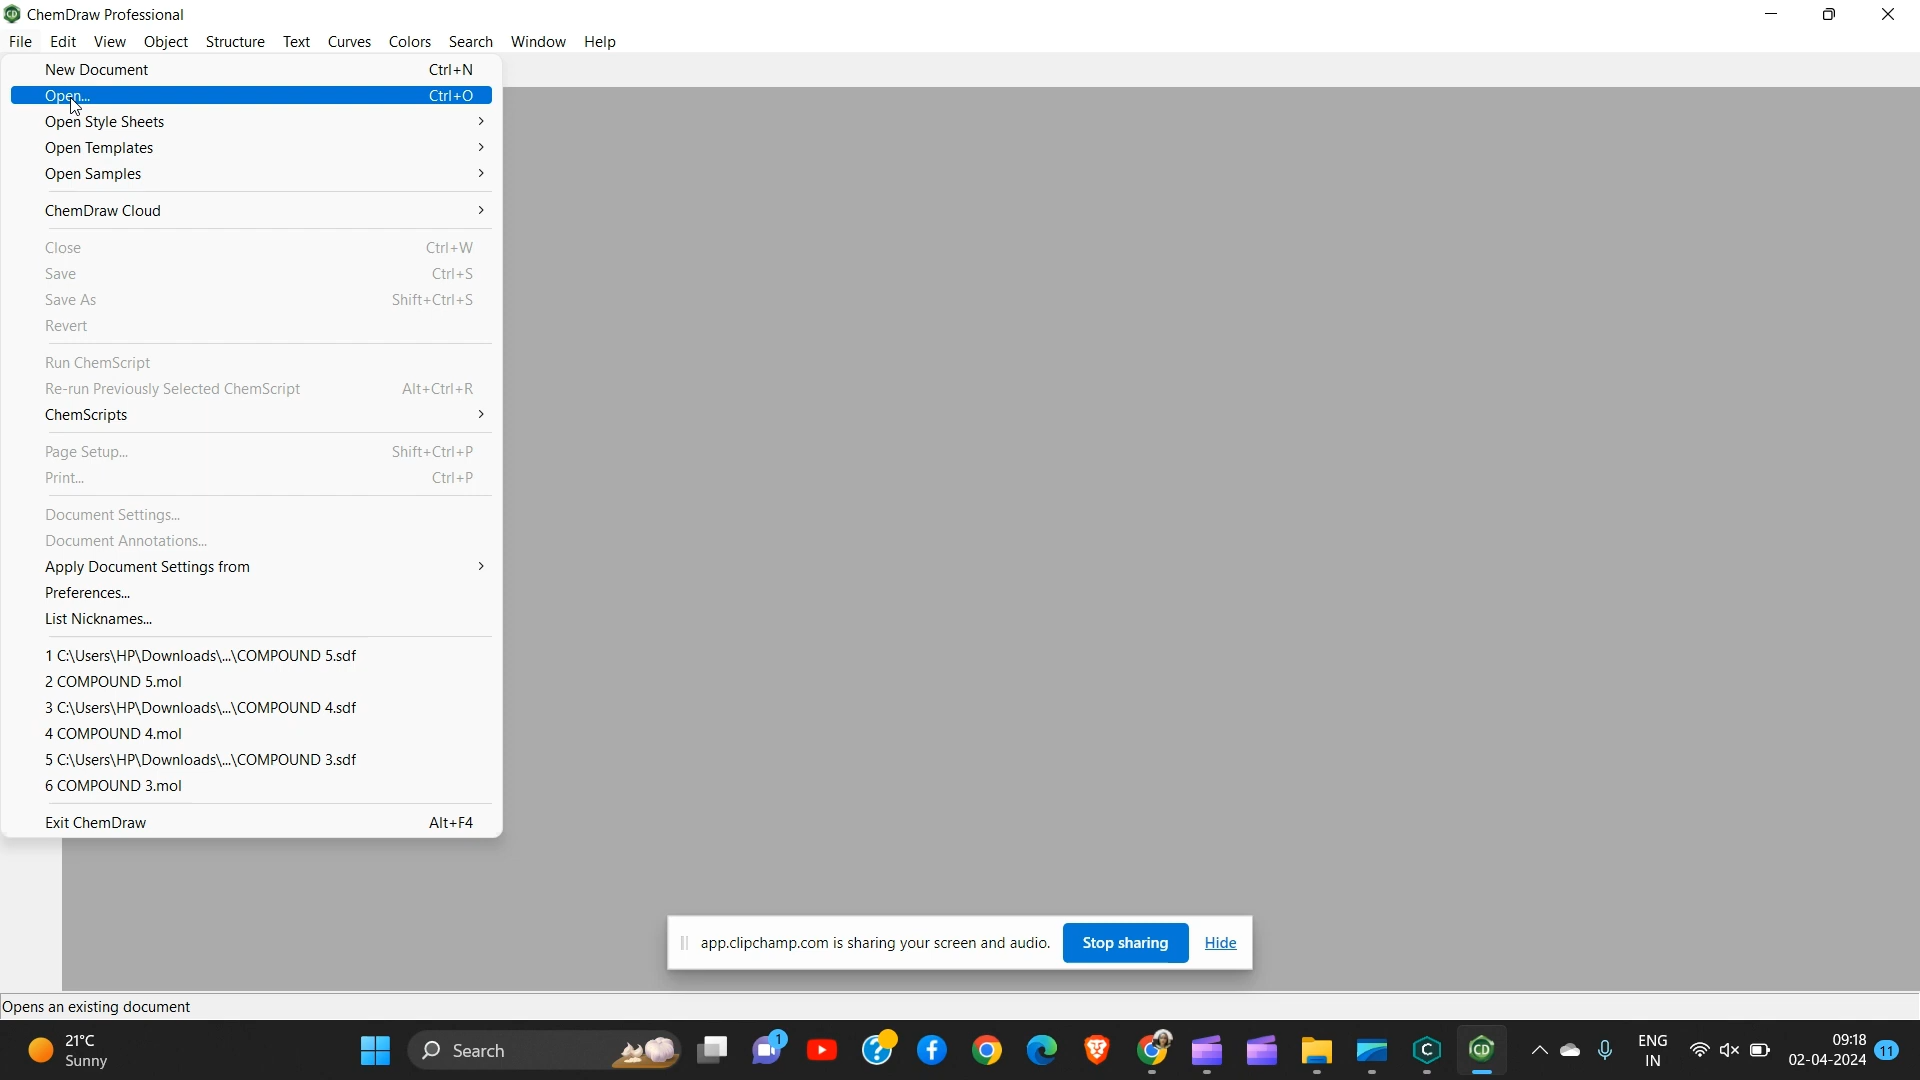 ChemDraw Professional
File Edit View Object Structure Text Curves Colors Search Window Help
New Document Ctrl+N
Open... Ctrl+O
Open Style Sheets
Open Templates
Open Samples
ChemDraw Cloud
Close Ctrl+W
Save Ctrl+S
Save As Shift+Ctrl+S
Revert
Run ChemScript
Re-run Previously Selected ChemScript Alt+Ctrl+R
ChemScripts
Page Setup... Shift+Ctrl+P
Print... Ctrl+P
Document Settings...
Document Annotations...
Apply Document Settings from
Preferences...
List Nicknames...
1 C:\Users\HP\Downloads\...\COMPOUND 5.sdf
2 COMPOUND 5.mol
3 C:\Users\HP\Downloads\...\COMPOUND 4.sdf
4 COMPOUND 4.mol
5 C:\Users\HP\Downloads\...\COMPOUND 3.sdf
6 COMPOUND 3.mol
Exit ChemDraw Alt+F4
app.clipchamp.com is sharing your screen and audio. Stop sharing Hide
Opens an existing document
21°C
Sunny
Search
1
ENG
IN
09:18
02-04-2024
11